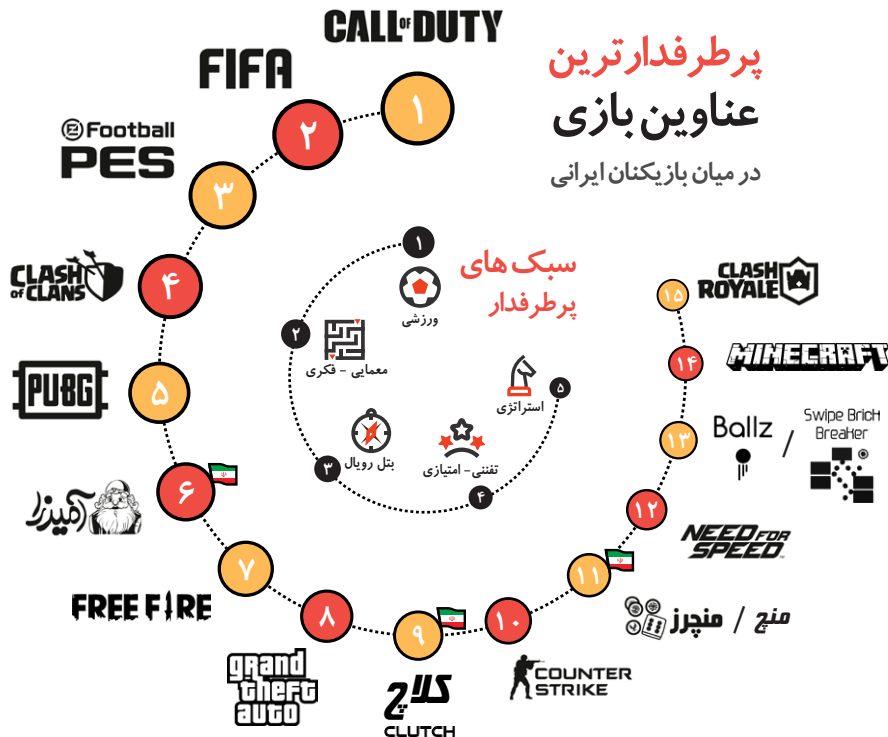 پرطرفدارترین
عناوین بازی
در میان بازیکنان ایرانی
۱
CALL OF DUTY
۲
FIFA
۳
eFootball
PES
۴
CLASH
of CLANS
۵
PUBG
۶
آمیرزا
۷
FREE FIRE
۸
grand
theft
auto
۹
کلاچ
CLUTCH
۱۰
COUNTER
STRIKE
۱۱
منچ / منچرز
۱۲
NEED FOR
SPEED
۱۳
Ballz / Swipe Brick
Breaker
۱۴
MINECRAFT
۱۵
CLASH
ROYALE
سبک های
پرطرفدار
۱
ورزشی
۲
معمایی - فکری
۳
بتل رویال
۴
تفننی- امتیازی
۵
استراتژی